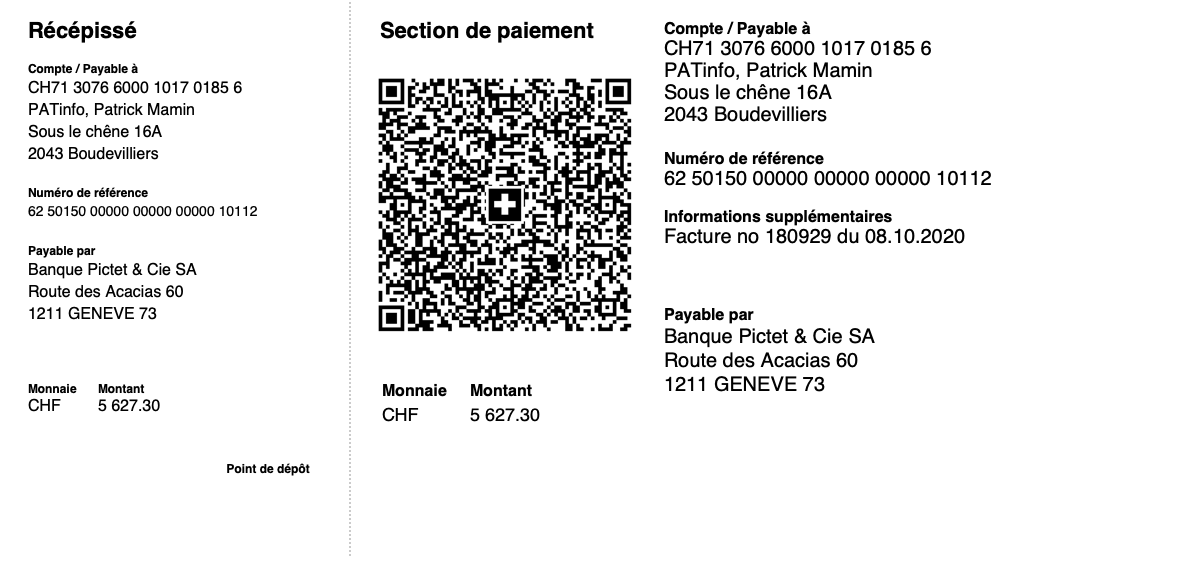 Récépissé
Compte / Payable à
CH71 3076 6000 1017 0185 6
PATinfo, Patrick Mamin
Sous le chêne 16A
2043 Boudevilliers
Numéro de référence
62 50150 00000 00000 00000 10112
Payable par
Banque Pictet & Cie SA
Route des Acacias 60
1211 GENEVE 73
Monnaie Montant
CHF 5 627.30
Point de dépôt
Section de paiement
Monnaie Montant
CHF 5 627.30
Compte / Payable à
CH71 3076 6000 1017 0185 6
PATinfo, Patrick Mamin
Sous le chêne 16A
2043 Boudevilliers
Numéro de référence
62 50150 00000 00000 00000 10112
Informations supplémentaires
Facture no 180929 du 08.10.2020
Payable par
Banque Pictet & Cie SA
Route des Acacias 60
1211 GENEVE 73